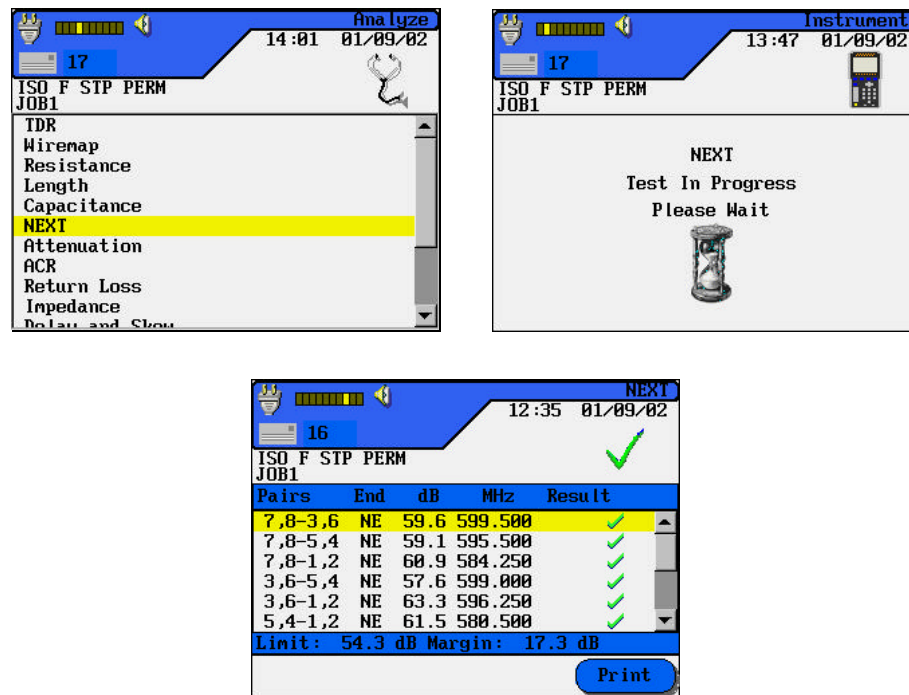 Analyze
14:01 01/09/02
17
ISO F STP PERM
JOB1
TDR
Wiremap
Resistance
Length
Capacitance
NEXT
Attenuation
ACR
Return Loss
Impedance
Delay and Skew
Instrument
13:47 01/09/02
17
ISO F STP PERM
JOB1
NEXT
Test In Progress
Please Wait
NEXT
12:35 01/09/02
16
ISO F STP PERM
JOB1
Pairs End dB MHz Result
7,8-3,6 NE 59.6 599.500
7,8-5,4 NE 59.1 595.500
7,8-1,2 NE 60.9 584.250
3,6-5,4 NE 57.6 599.000
3,6-1,2 NE 63.3 596.250
5,4-1,2 NE 61.5 580.500
Limit: 54.3 dB Margin: 17.3 dB
Print